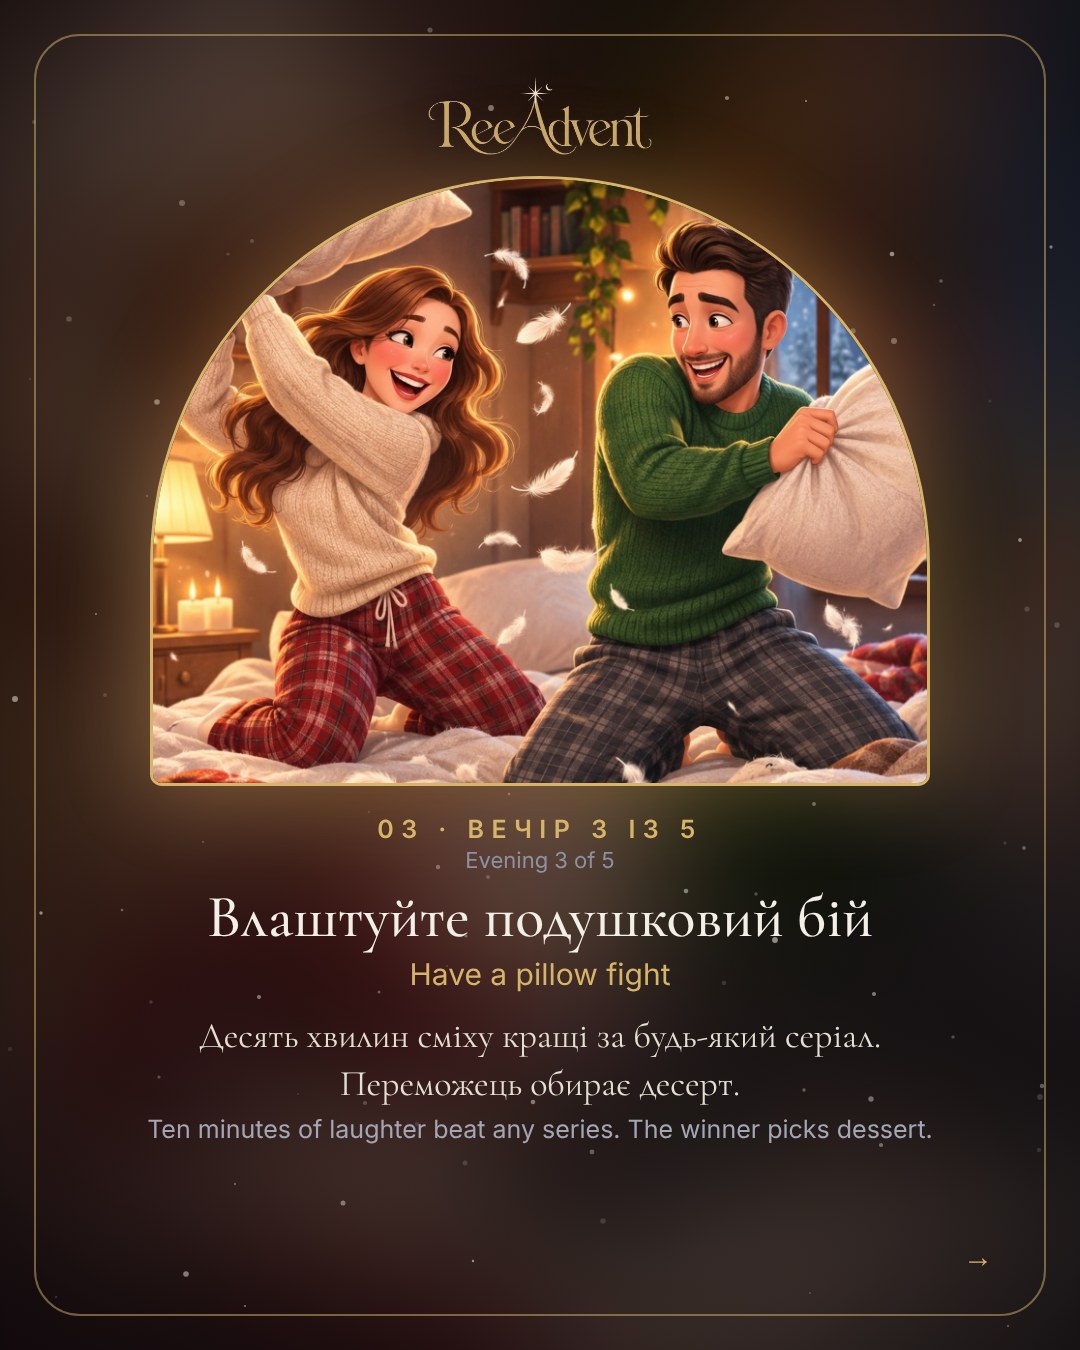 ReeAdvent
03 · ВЕЧІР 3 ІЗ 5
Evening 3 of 5
Влаштуйте подушковий бій
Have a pillow fight
Десять хвилин сміху кращі за будь-який серіал.
Переможець обирає десерт.
Ten minutes of laughter beat any series. The winner picks dessert.
→